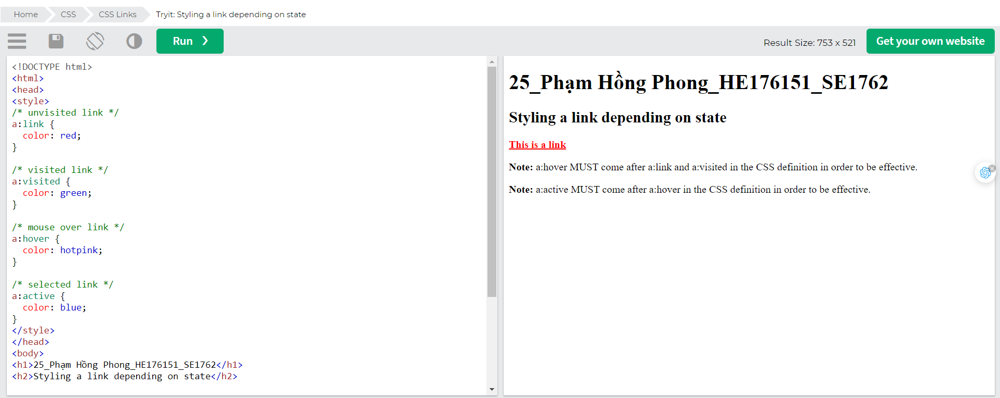 Home CSS CSS Links Tryit: Styling a link depending on state
Run ❯ Result Size: 753 x 521 Get your own website
<!DOCTYPE html>
<html>
<head>
<style>
/* unvisited link */
a:link {
  color: red;
}

/* visited link */
a:visited {
  color: green;
}

/* mouse over link */
a:hover {
  color: hotpink;
}

/* selected link */
a:active {
  color: blue;
}
</style>
</head>
<body>
<h1>25_Phạm Hồng Phong_HE176151_SE1762</h1>
<h2>Styling a link depending on state</h2>
25_Phạm Hồng Phong_HE176151_SE1762
Styling a link depending on state
This is a link
Note: a:hover MUST come after a:link and a:visited in the CSS definition in order to be effective.
Note: a:active MUST come after a:hover in the CSS definition in order to be effective.